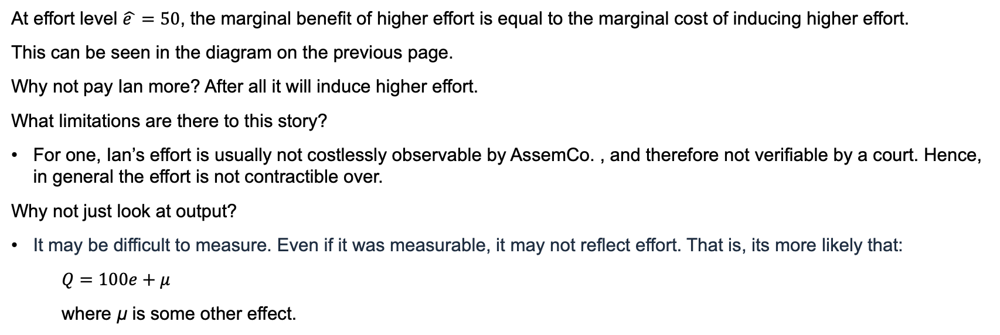 At effort level ê = 50, the marginal benefit of higher effort is equal to the marginal cost of inducing higher effort.
This can be seen in the diagram on the previous page.
Why not pay Ian more? After all it will induce higher effort.
What limitations are there to this story?
• For one, Ian’s effort is usually not costlessly observable by AssemCo. , and therefore not verifiable by a court. Hence,
in general the effort is not contractible over.
Why not just look at output?
• It may be difficult to measure. Even if it was measurable, it may not reflect effort. That is, its more likely that:
Q = 100e + μ
where μ is some other effect.